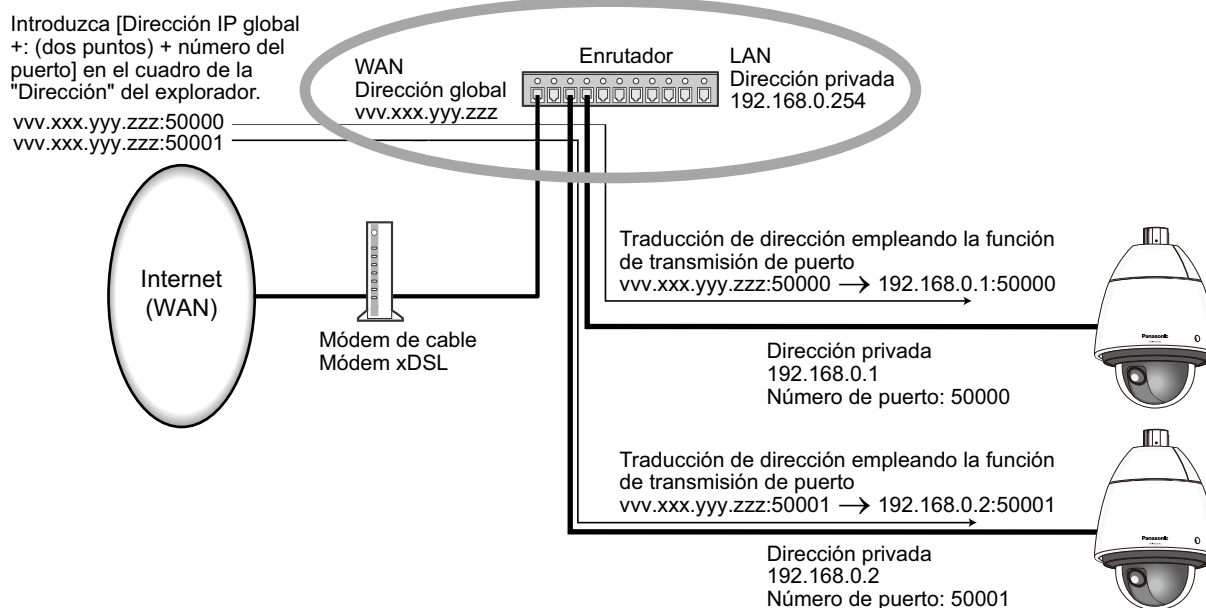 Introduzca [Dirección IP global
+: (dos puntos) + número del
puerto] en el cuadro de la
"Dirección" del explorador.
vvv.xxx.yyy.zzz:50000
vvv.xxx.yyy.zzz:50001
WAN
Dirección global
vvv.xxx.yyy.zzz
Enrutador
LAN
Dirección privada
192.168.0.254
Internet
(WAN)
Módem de cable
Módem xDSL
Traducción de dirección empleando la función
de transmisión de puerto
vvv.xxx.yyy.zzz:50000 → 192.168.0.1:50000
Panasonic
Dirección privada
192.168.0.1
Número de puerto: 50000
Traducción de dirección empleando la función
de transmisión de puerto
vvv.xxx.yyy.zzz:50001 → 192.168.0.2:50001
Panasonic
Dirección privada
192.168.0.2
Número de puerto: 50001